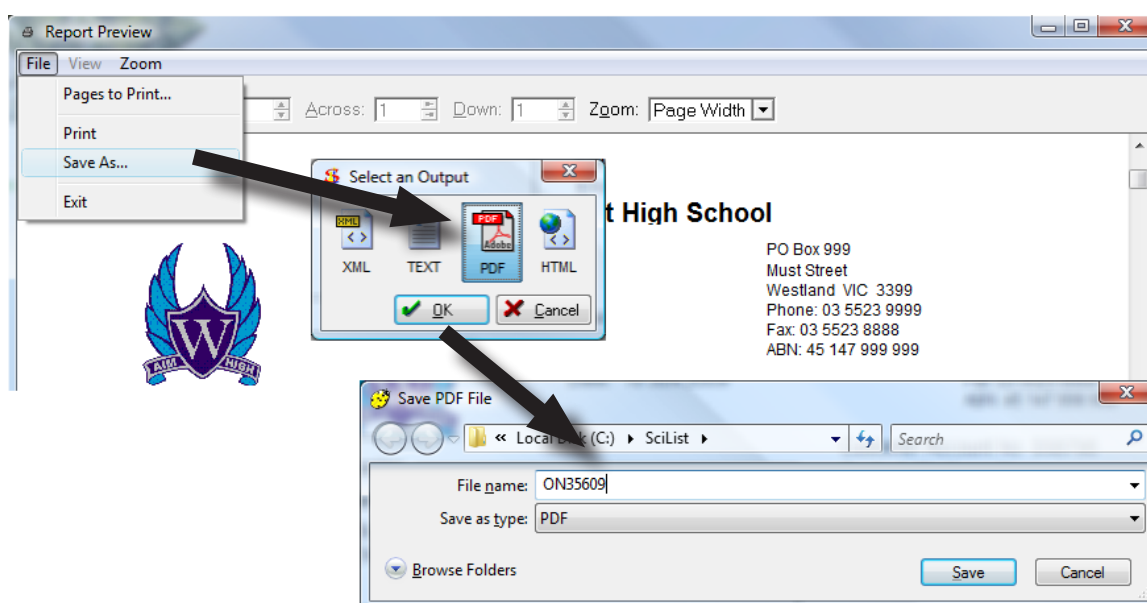 Report Preview
File View Zoom
Pages to Print...
Across: 1 Down: 1 Zoom: Page Width
Print
Save As...
Exit
Select an Output
XML TEXT PDF HTML
XML
PDF
Adobe
OK Cancel
t High School
PO Box 999
Must Street
Westland VIC 3399
Phone: 03 5523 9999
Fax: 03 5523 8888
ABN: 45 147 999 999
W
AIM HIGH
Save PDF File
« Local Disk (C:) SciList Search
File name: ON35609
Save as type: PDF
Browse Folders Save Cancel